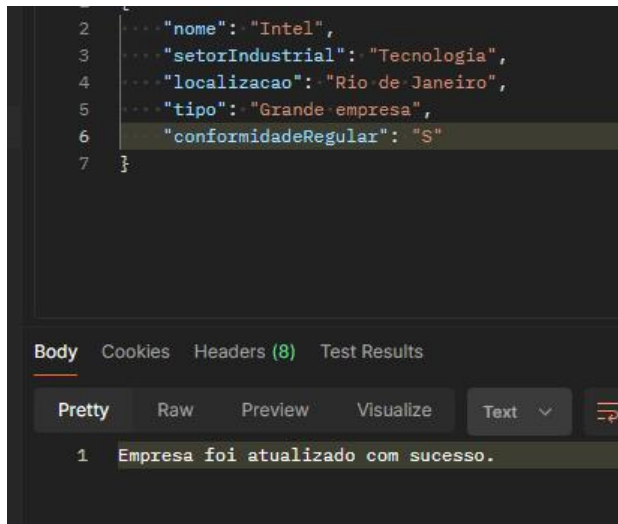 {
2 "nome": "Intel",
3 "setorIndustrial": "Tecnologia",
4 "localizacao": "Rio de Janeiro",
5 "tipo": "Grande empresa",
6 "conformidadeRegular": "S"
7 }
Body Cookies Headers (8) Test Results
Pretty Raw Preview Visualize Text
1 Empresa foi atualizado com sucesso.